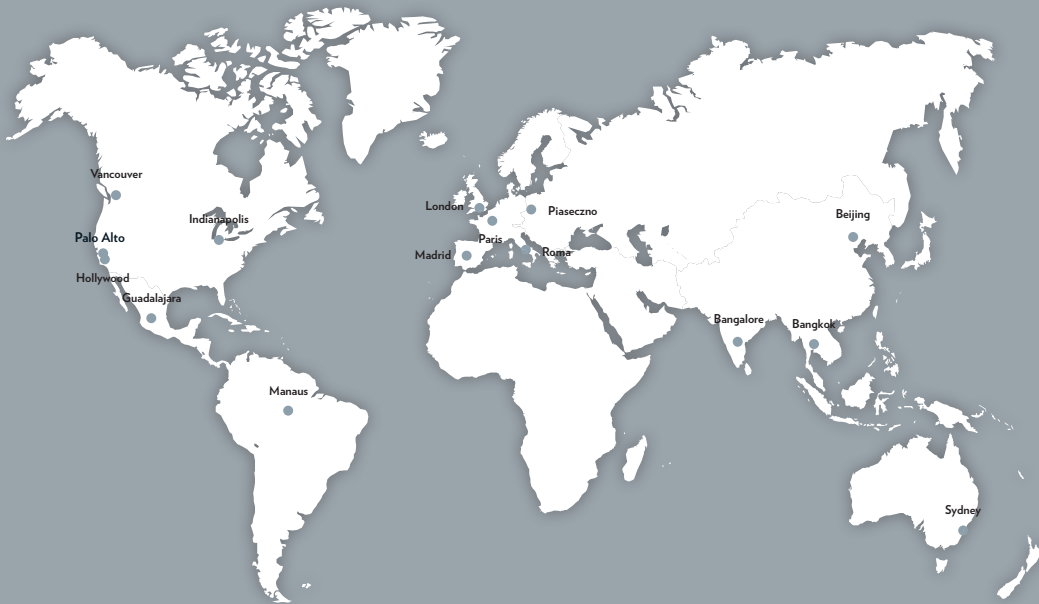 Vancouver
Indianapolis
Palo Alto
Hollywood
Guadalajara
Manaus
London
Piaseczno
Paris
Madrid
Roma
Beijing
Bangalore
Bangkok
Sydney